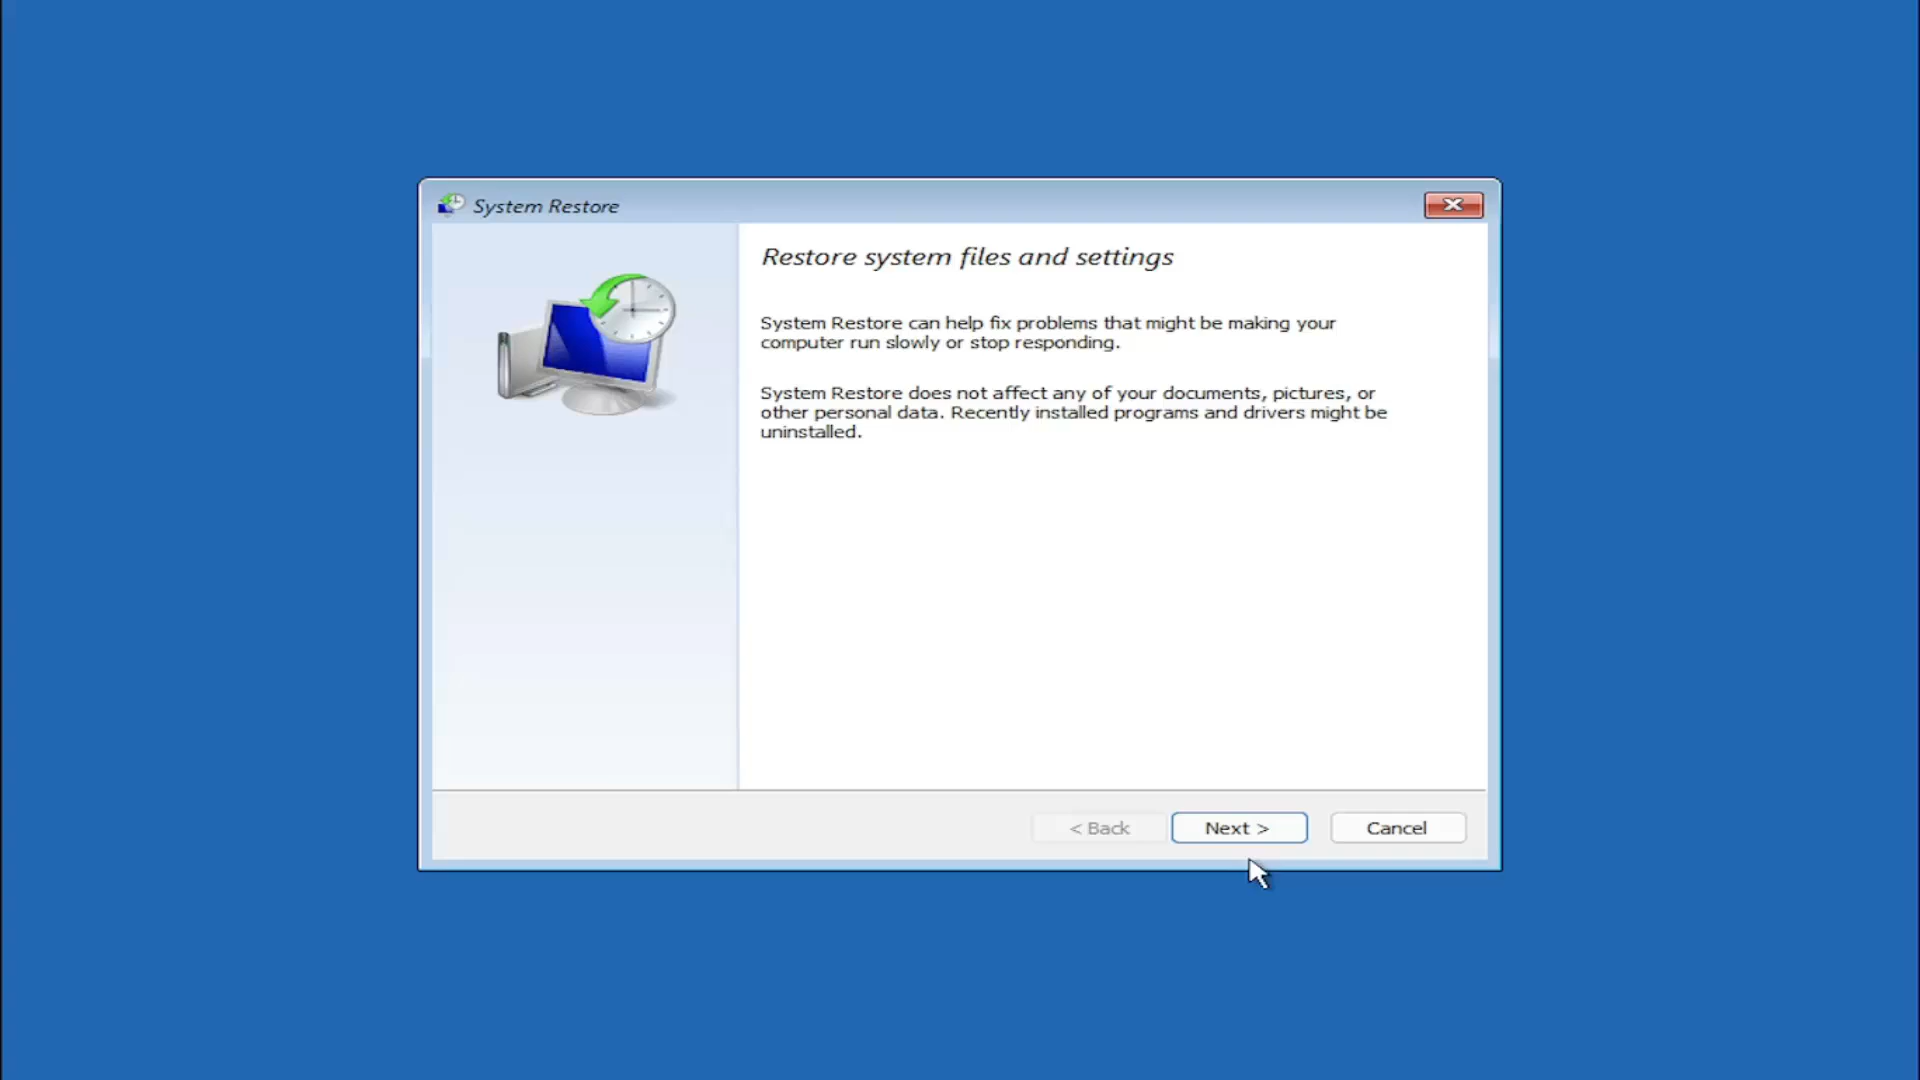 System Restore
Restore system files and settings
System Restore can help fix problems that might be making your
computer run slowly or stop responding.
System Restore does not affect any of your documents, pictures, or
other personal data. Recently installed programs and drivers might be
uninstalled.
< Back
Next >
Cancel